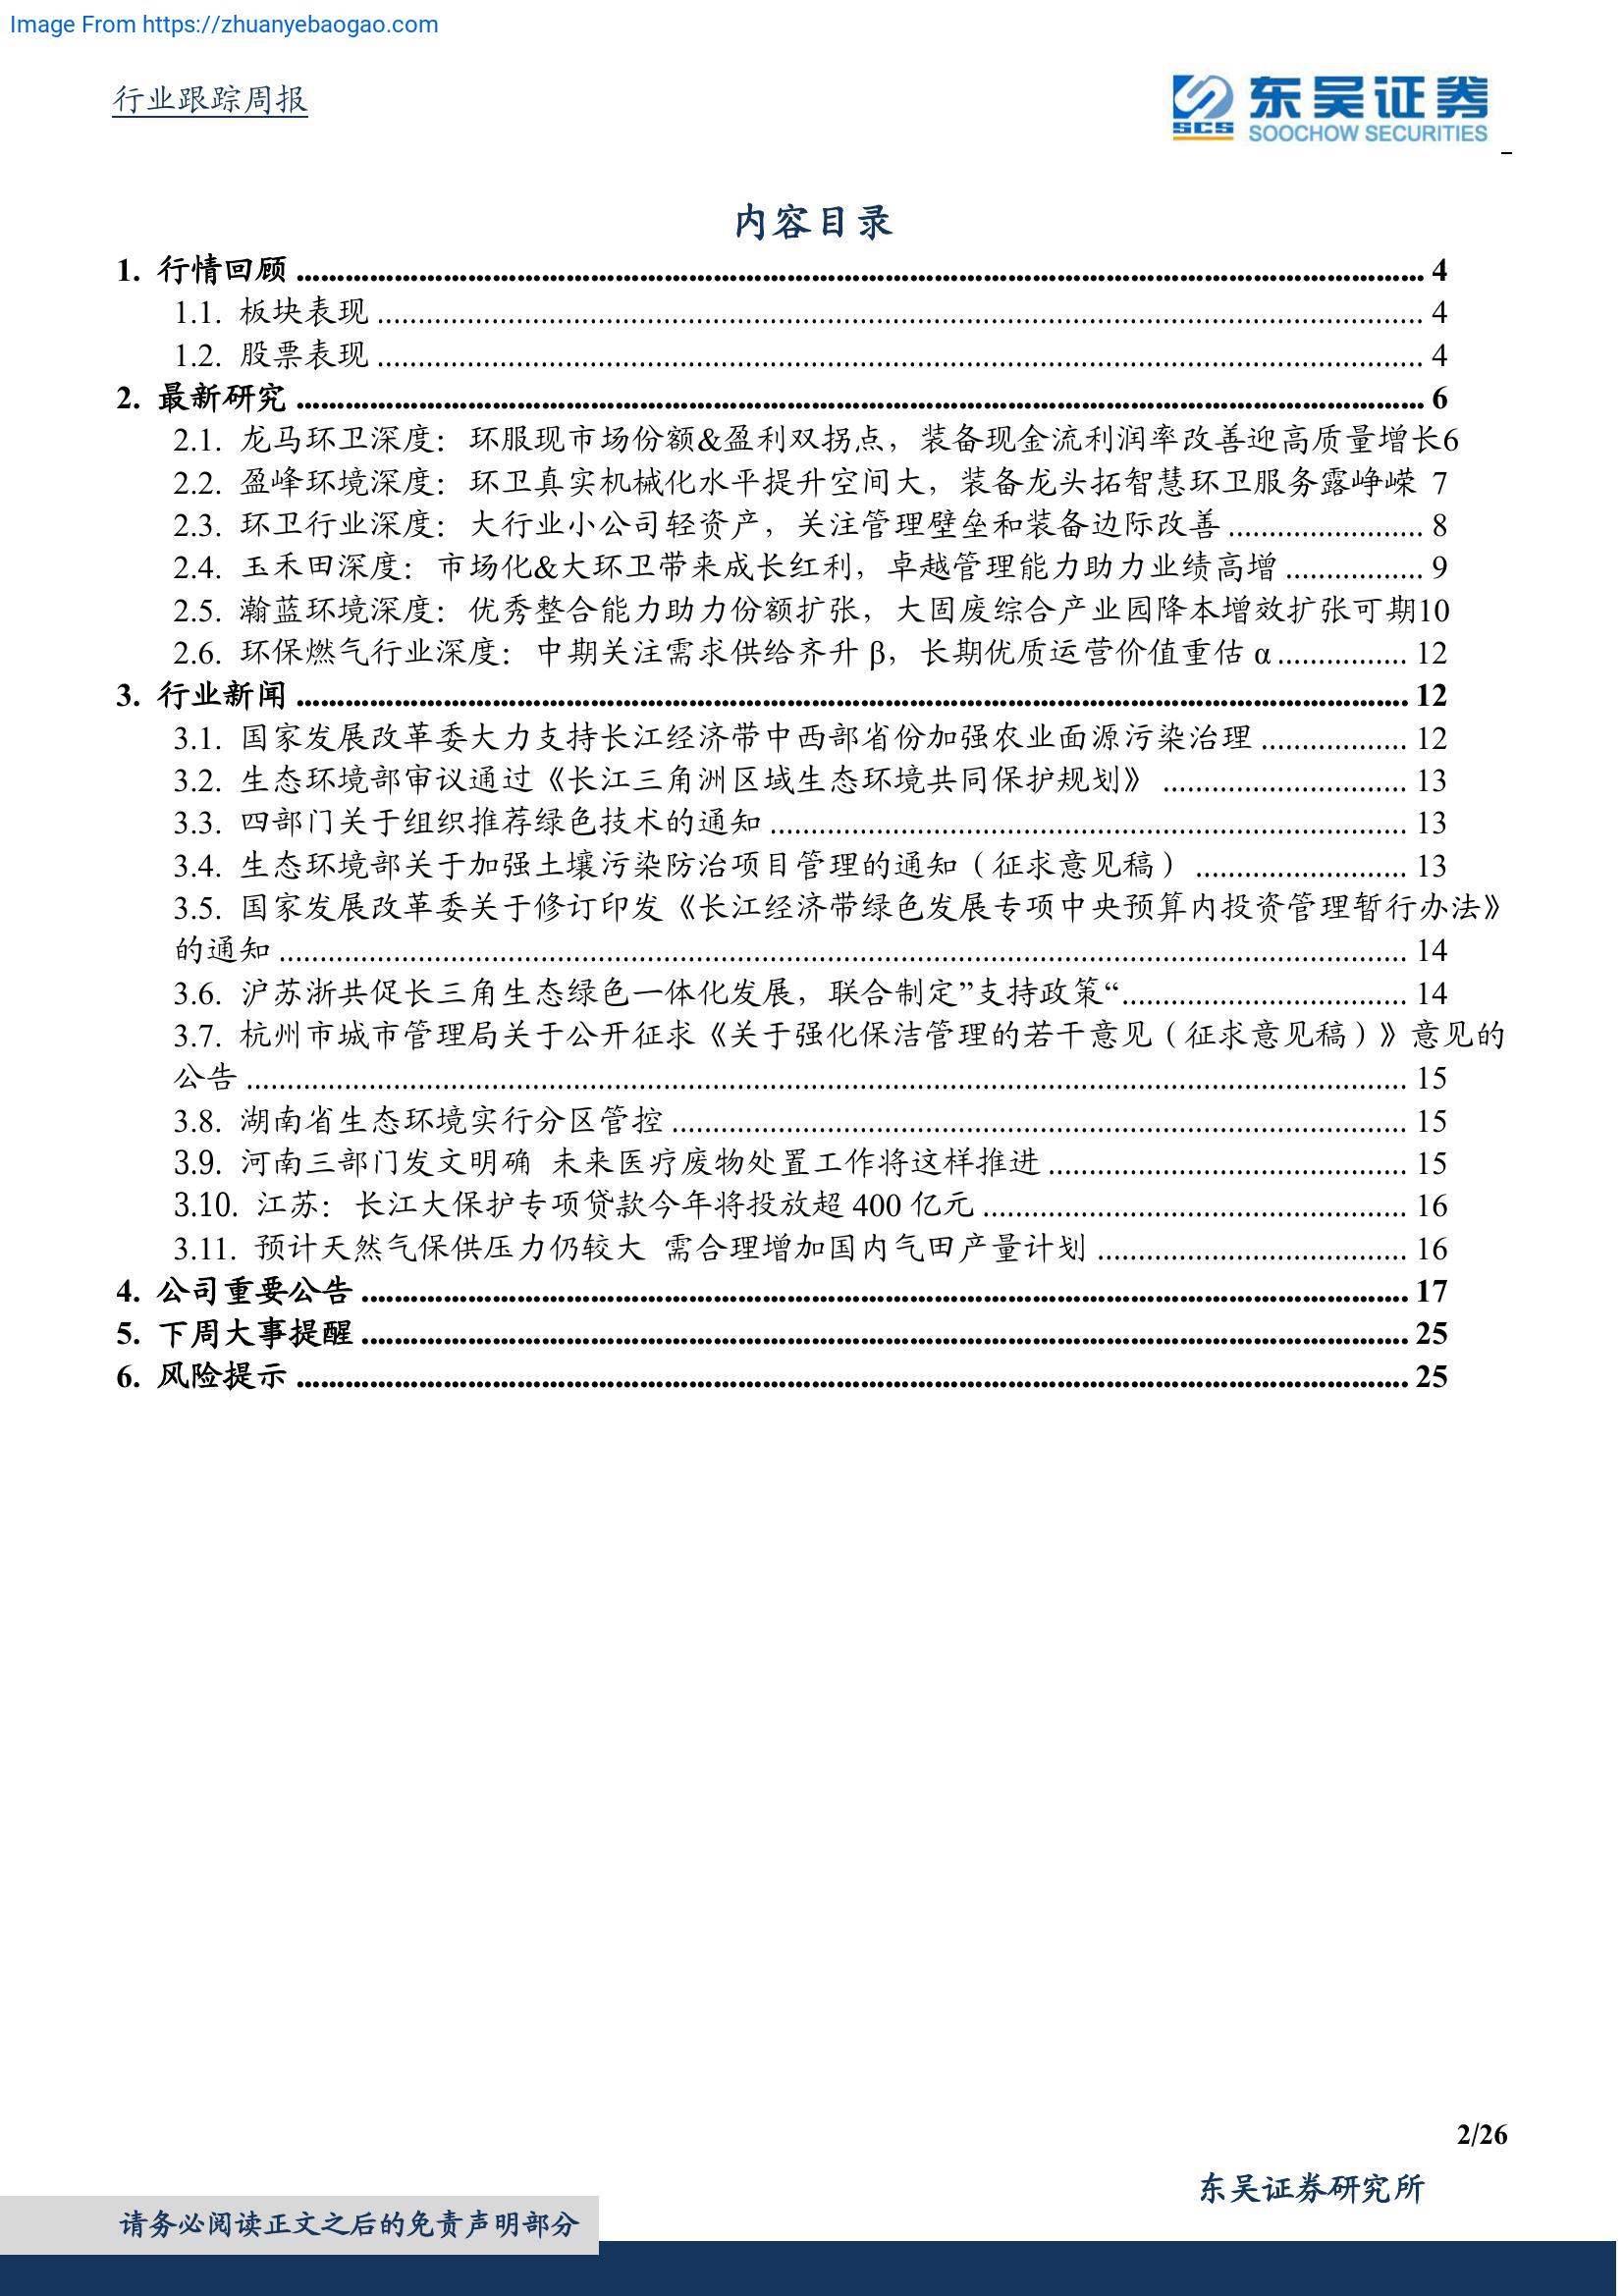 Image From https://zhuanyebaogao.com
行业跟踪周报
东吴证券
SCS
SOOCHOW SECURITIES
内容目录
1. 行情回顾 ........ 4
1.1. 板块表现 ........ 4
1.2. 股票表现 ........ 4
2. 最新研究 ........ 6
2.1. 龙马环卫深度：环服现市场份额&盈利双拐点，装备现金流利润率改善迎高质量增长6
2.2. 盈峰环境深度：环卫真实机械化水平提升空间大，装备龙头拓智慧环卫服务露峥嵘 7
2.3. 环卫行业深度：大行业小公司轻资产，关注管理壁垒和装备边际改善 ........ 8
2.4. 玉禾田深度：市场化&大环卫带来成长红利，卓越管理能力助力业绩高增 ........ 9
2.5. 瀚蓝环境深度：优秀整合能力助力份额扩张，大固废综合产业园降本增效扩张可期10
2.6. 环保燃气行业深度：中期关注需求供给齐升 β，长期优质运营价值重估 α ........ 12
3. 行业新闻 ........ 12
3.1. 国家发展改革委大力支持长江经济带中西部省份加强农业面源污染治理 ........ 12
3.2. 生态环境部审议通过《长江三角洲区域生态环境共同保护规划》 ........ 13
3.3. 四部门关于组织推荐绿色技术的通知 ........ 13
3.4. 生态环境部关于加强土壤污染防治项目管理的通知（征求意见稿） ........ 13
3.5. 国家发展改革委关于修订印发《长江经济带绿色发展专项中央预算内投资管理暂行办法》
的通知 ........ 14
3.6. 沪苏浙共促长三角生态绿色一体化发展，联合制定”支持政策“ ........ 14
3.7. 杭州市城市管理局关于公开征求《关于强化保洁管理的若干意见（征求意见稿）》意见的
公告 ........ 15
3.8. 湖南省生态环境实行分区管控 ........ 15
3.9. 河南三部门发文明确 未来医疗废物处置工作将这样推进 ........ 15
3.10. 江苏：长江大保护专项贷款今年将投放超 400 亿元 ........ 16
3.11. 预计天然气保供压力仍较大 需合理增加国内气田产量计划 ........ 16
4. 公司重要公告 ........ 17
5. 下周大事提醒 ........ 25
6. 风险提示 ........ 25
2/26
东吴证券研究所
请务必阅读正文之后的免责声明部分